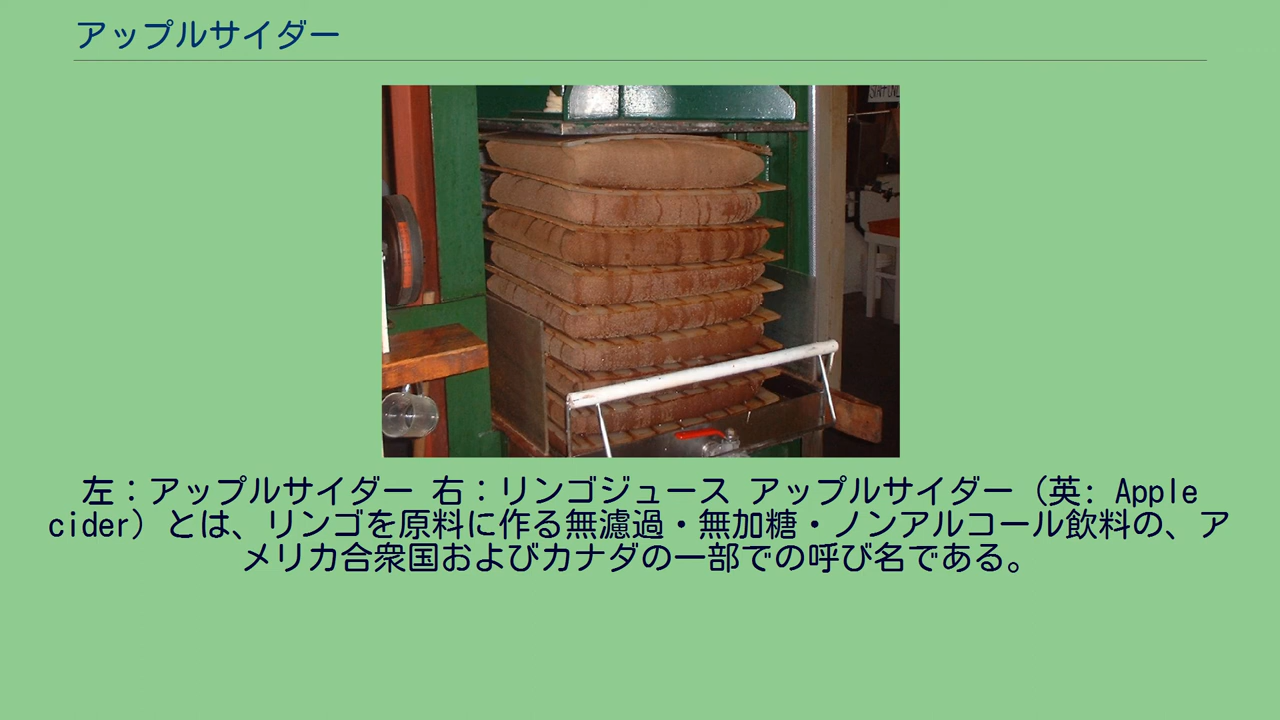 アップルサイダー
左：アップルサイダー 右：リンゴジュース アップルサイダー（英: Apple
cider）とは、リンゴを原料に作る無濾過・無加糖・ノンアルコール飲料の、ア
メリカ合衆国およびカナダの一部での呼び名である。